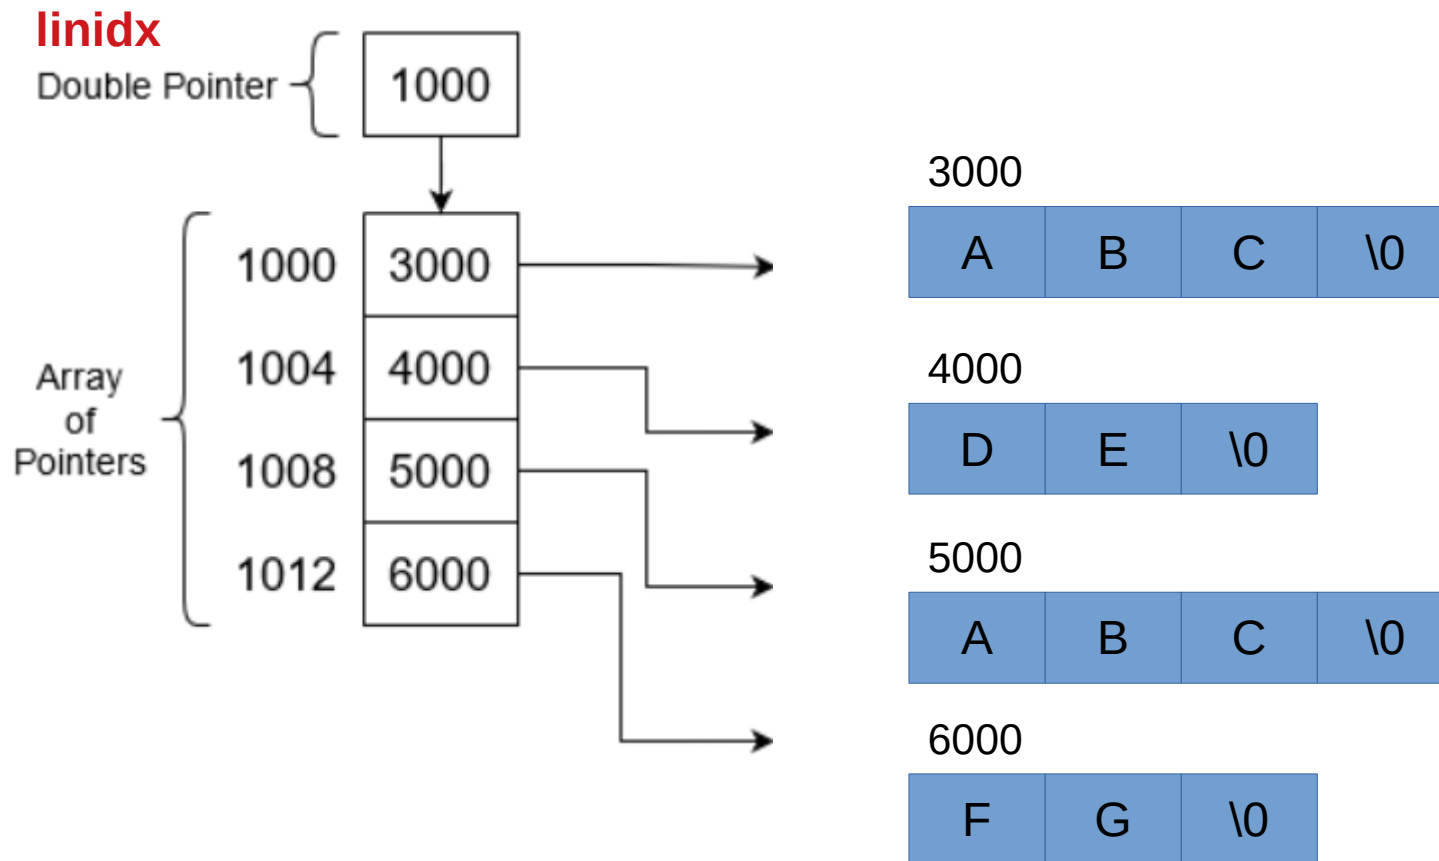 linidx
Double Pointer
1000
3000
A B C \0
1000 3000
4000
1004 4000
Array
of
Pointers
D E \0
1008 5000
5000
1012 6000
A B C \0
6000
F G \0